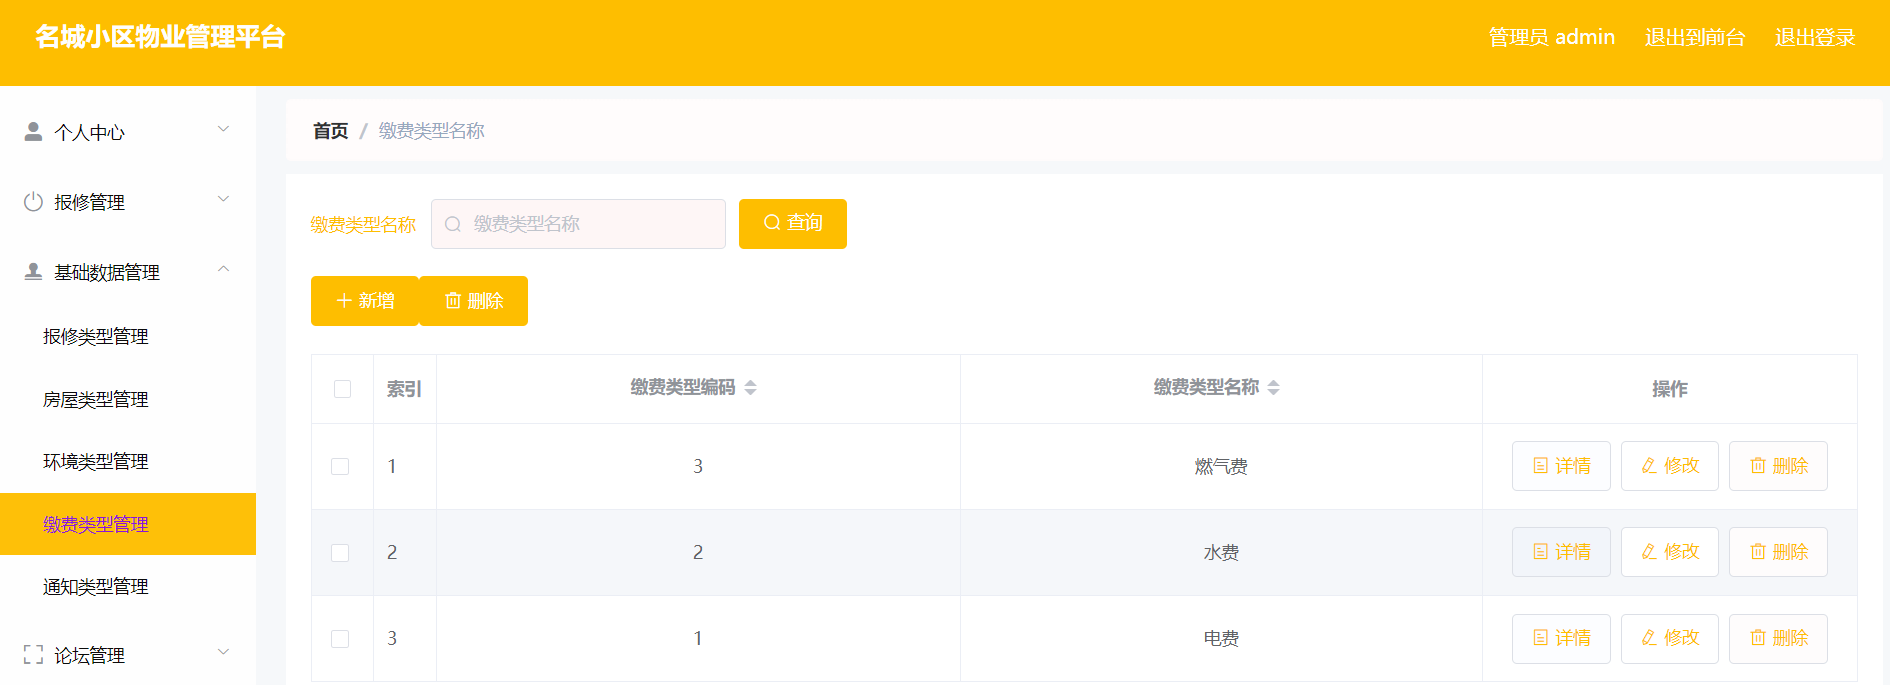 名城小区物业管理平台
管理员 admin 退出到前台 退出登录
个人中心
报修管理
基础数据管理
报修类型管理
房屋类型管理
环境类型管理
缴费类型管理
通知类型管理
论坛管理
首页 / 缴费类型名称
缴费类型名称 缴费类型名称 查询
新增 删除
索引 缴费类型编码 缴费类型名称 操作
1 3 燃气费 详情 修改 删除
2 2 水费 详情 修改 删除
3 1 电费 详情 修改 删除